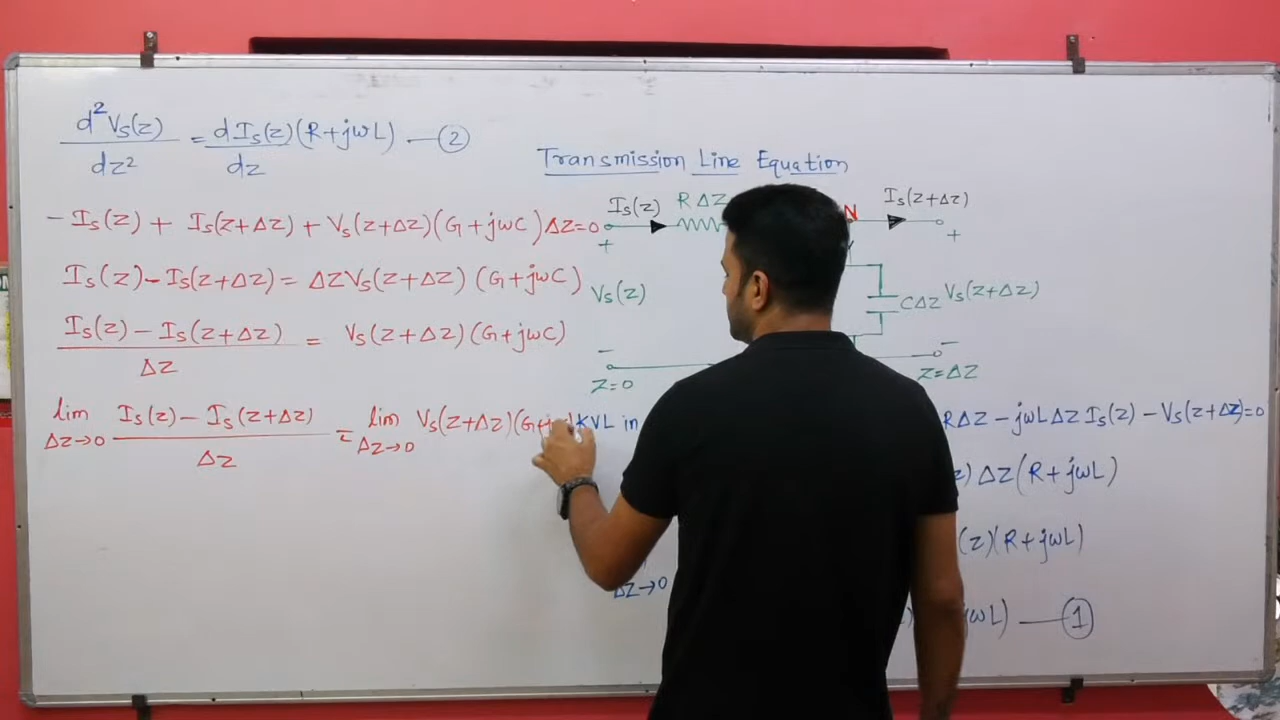 d²Vs(z)/dz² = dIs(z)/dz (R+jωL) — ②
Transmission Line Equation
-Is(z) + Is(z+Δz) + Vs(z+Δz)(G+jωC)Δz=0
Is(z) - Is(z+Δz) = ΔzVs(z+Δz) (G+jωC)
Is(z) - Is(z+Δz)/Δz = Vs(z+Δz)(G+jωC)
lim Δz→0 Is(z) - Is(z+Δz)/Δz = lim Δz→0 Vs(z+Δz)(G+
Is(z)
RΔz
N
Is(z+Δz)
+
+
Vs(z)
CΔz
Vs(z+Δz)
-
-
z=0
z=Δz
KVL in
RΔz - jωLΔz Is(z) - Vs(z+Δz)=0
z) Δz(R+jωL)
(z)(R+jωL)
Δz→0
jωL) — ①